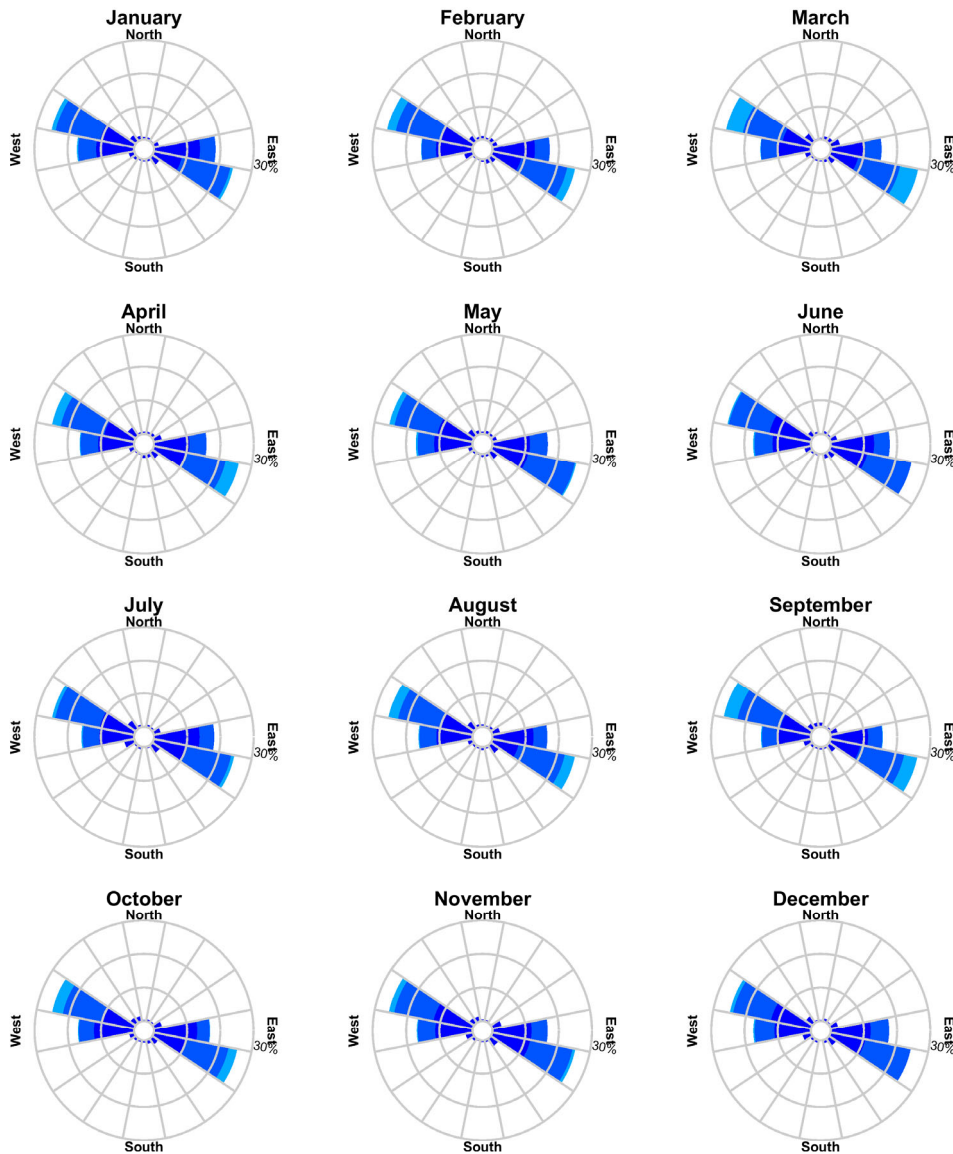 January
North
West
East
30%
South
February
North
West
East
30%
South
March
North
West
East
30%
South
April
North
West
East
30%
South
May
North
West
East
30%
South
June
North
West
East
30%
South
July
North
West
East
30%
South
August
North
West
East
30%
South
September
North
West
East
30%
South
October
North
West
East
30%
South
November
North
West
East
30%
South
December
North
West
East
30%
South